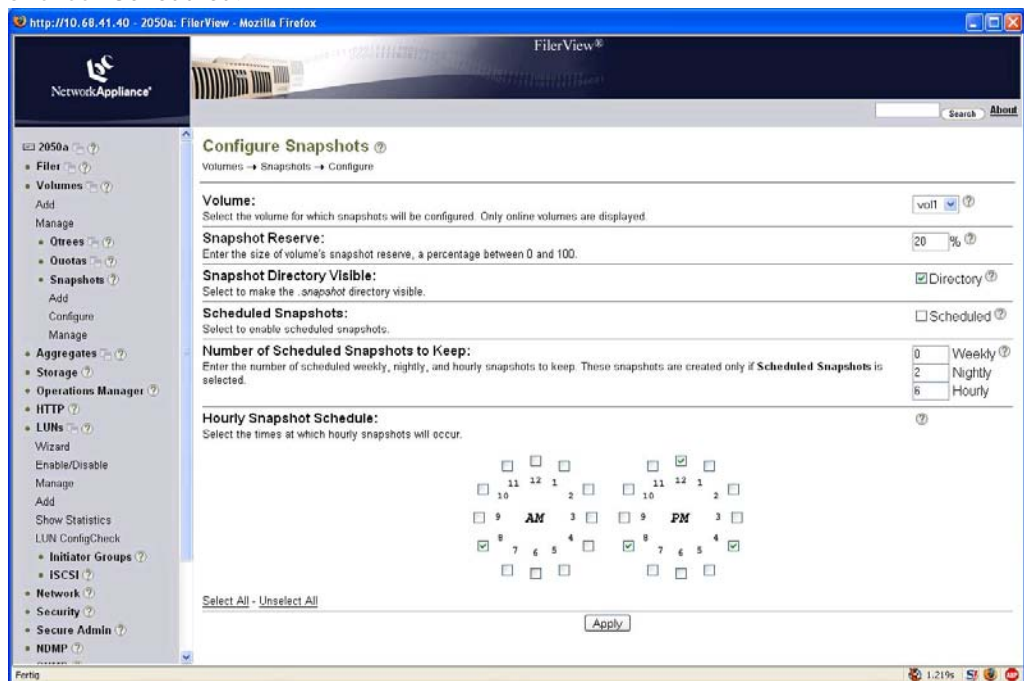 http://10.68.41.40 - 2050a: FilerView - Mozilla Firefox
FilerView®
NetworkAppliance®
Search About
2050a
Filer
Volumes
Add
Manage
Qtrees
Quotas
Snapshots
Add
Configure
Manage
Aggregates
Storage
Operations Manager
HTTP
LUNs
Wizard
Enable/Disable
Manage
Add
Show Statistics
LUN ConfigCheck
Initiator Groups
iSCSI
Network
Security
Secure Admin
NDMP
Configure Snapshots
Volumes → Snapshots → Configure
Volume:
Select the volume for which snapshots will be configured. Only online volumes are displayed.
vol1
Snapshot Reserve:
Enter the size of volume's snapshot reserve, a percentage between 0 and 100.
20 %
Snapshot Directory Visible:
Select to make the .snapshot directory visible.
Directory
Scheduled Snapshots:
Select to enable scheduled snapshots.
Scheduled
Number of Scheduled Snapshots to Keep:
Enter the number of scheduled weekly, nightly, and hourly snapshots to keep. These snapshots are created only if Scheduled Snapshots is
selected.
0 Weekly
2 Nightly
6 Hourly
Hourly Snapshot Schedule:
Select the times at which hourly snapshots will occur.
11 12 1 11 12 1
10 2 10 2
9 AM 3 9 PM 3
8 4 8 4
7 6 5 7 6 5
Select All - Unselect All
Apply
Fertig
1.219s